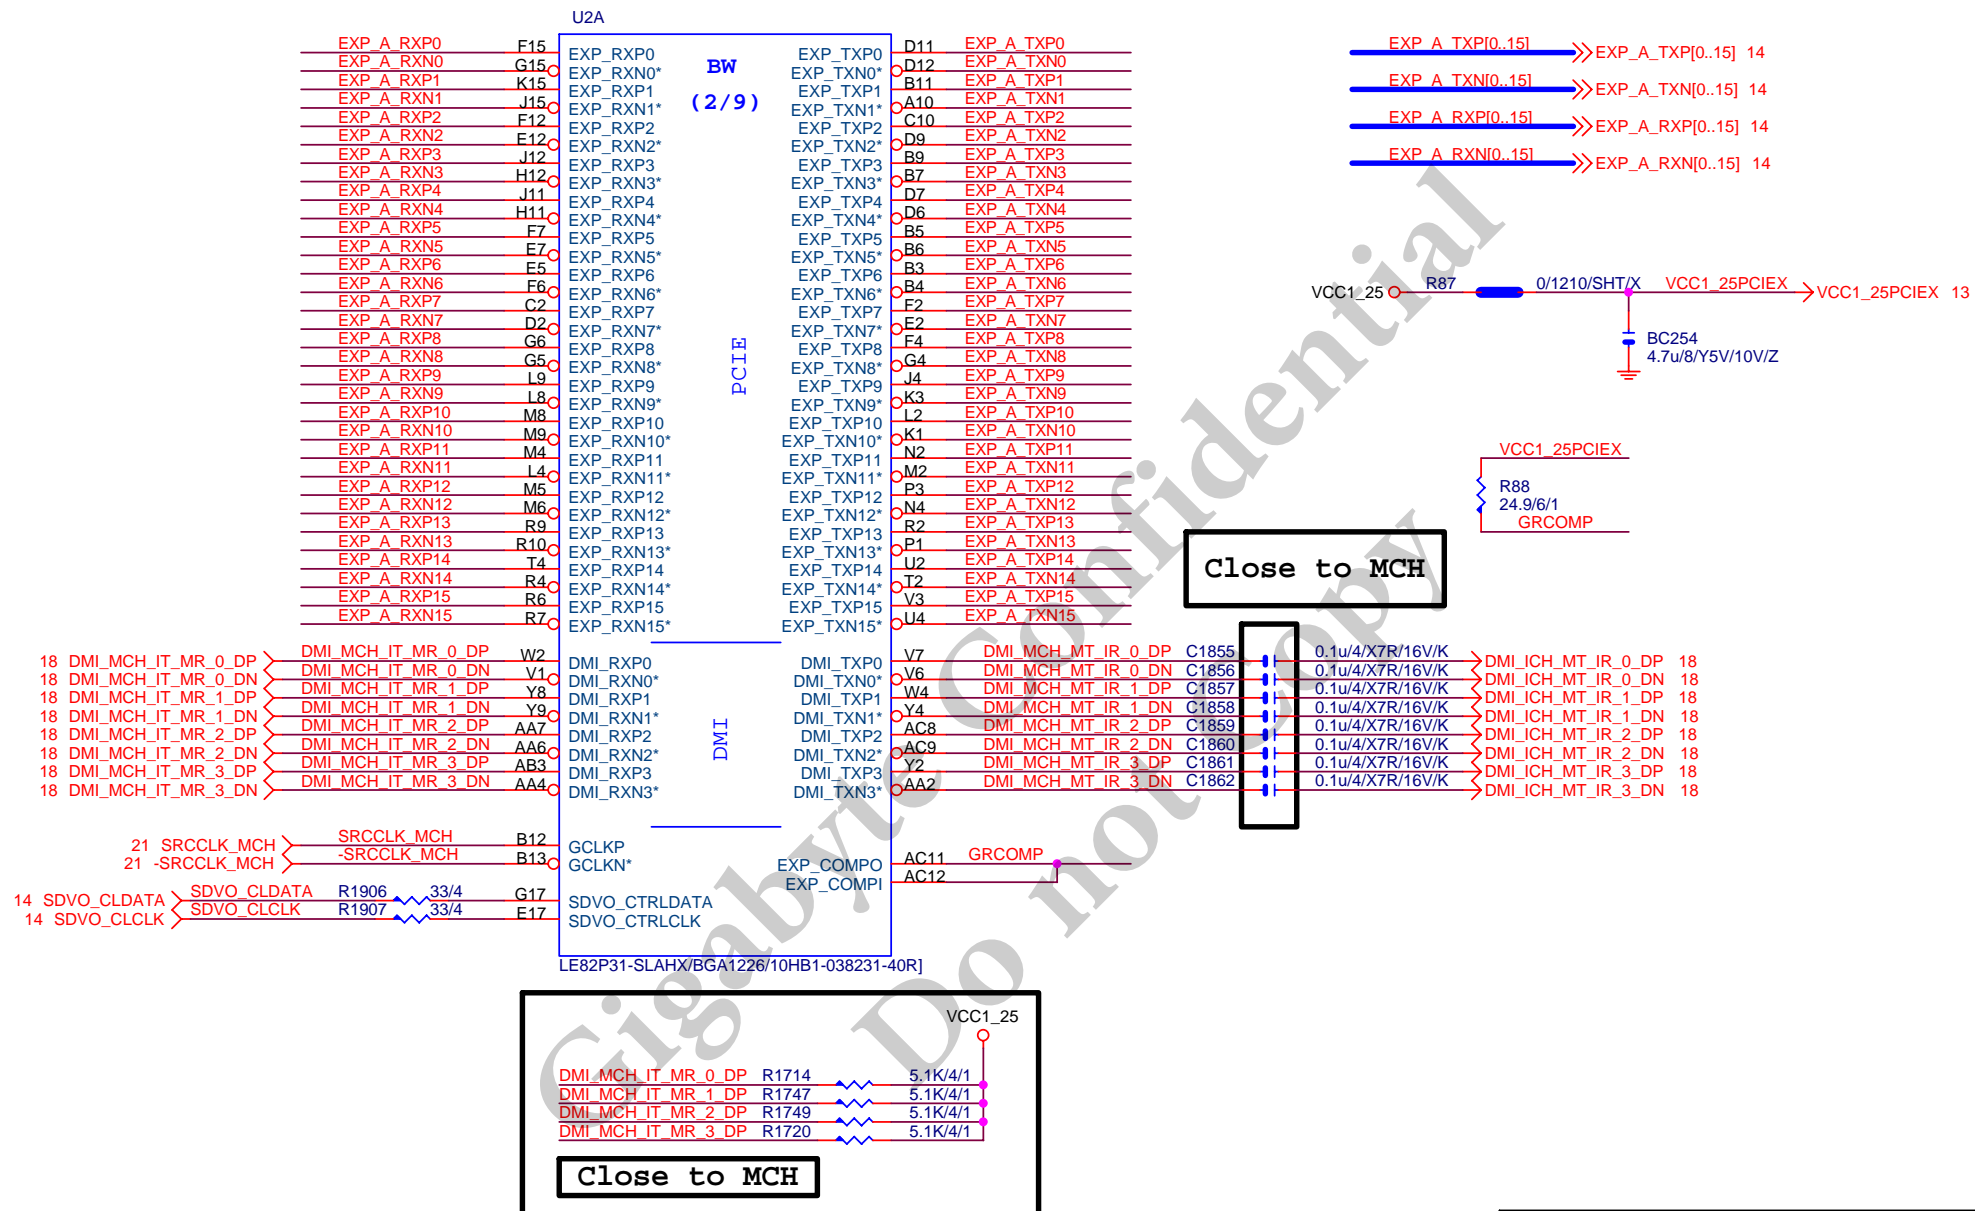 U2A
BW
(2/9)
PCIE
DMI
EXP_A_RXP0 F15 EXP_RXP0 EXP_TXP0 D11 EXP_A_TXP0
EXP_A_RXN0 G15 EXP_RXN0* EXP_TXN0* D12 EXP_A_TXN0
EXP_A_RXP1 K15 EXP_RXP1 EXP_TXP1 B11 EXP_A_TXP1
EXP_A_RXN1 J15 EXP_RXN1* EXP_TXN1* A10 EXP_A_TXN1
EXP_A_RXP2 F12 EXP_RXP2 EXP_TXP2 C10 EXP_A_TXP2
EXP_A_RXN2 E12 EXP_RXN2* EXP_TXN2* D9 EXP_A_TXN2
EXP_A_RXP3 J12 EXP_RXP3 EXP_TXP3 B9 EXP_A_TXP3
EXP_A_RXN3 H12 EXP_RXN3* EXP_TXN3* B7 EXP_A_TXN3
EXP_A_RXP4 J11 EXP_RXP4 EXP_TXP4 D7 EXP_A_TXP4
EXP_A_RXN4 H11 EXP_RXN4* EXP_TXN4* D6 EXP_A_TXN4
EXP_A_RXP5 F7 EXP_RXP5 EXP_TXP5 B5 EXP_A_TXP5
EXP_A_RXN5 E7 EXP_RXN5* EXP_TXN5* B6 EXP_A_TXN5
EXP_A_RXP6 E5 EXP_RXP6 EXP_TXP6 B3 EXP_A_TXP6
EXP_A_RXN6 F6 EXP_RXN6* EXP_TXN6* B4 EXP_A_TXN6
EXP_A_RXP7 C2 EXP_RXP7 EXP_TXP7 F2 EXP_A_TXP7
EXP_A_RXN7 D2 EXP_RXN7* EXP_TXN7* E2 EXP_A_TXN7
EXP_A_RXP8 G6 EXP_RXP8 EXP_TXP8 F4 EXP_A_TXP8
EXP_A_RXN8 G5 EXP_RXN8* EXP_TXN8* G4 EXP_A_TXN8
EXP_A_RXP9 L9 EXP_RXP9 EXP_TXP9 J4 EXP_A_TXP9
EXP_A_RXN9 L8 EXP_RXN9* EXP_TXN9* K3 EXP_A_TXN9
EXP_A_RXP10 M8 EXP_RXP10 EXP_TXP10 L2 EXP_A_TXP10
EXP_A_RXN10 M9 EXP_RXN10* EXP_TXN10* K1 EXP_A_TXN10
EXP_A_RXP11 M4 EXP_RXP11 EXP_TXP11 N2 EXP_A_TXP11
EXP_A_RXN11 L4 EXP_RXN11* EXP_TXN11* M2 EXP_A_TXN11
EXP_A_RXP12 M5 EXP_RXP12 EXP_TXP12 P3 EXP_A_TXP12
EXP_A_RXN12 M6 EXP_RXN12* EXP_TXN12* N4 EXP_A_TXN12
EXP_A_RXP13 R9 EXP_RXP13 EXP_TXP13 R2 EXP_A_TXP13
EXP_A_RXN13 R10 EXP_RXN13* EXP_TXN13* P1 EXP_A_TXN13
EXP_A_RXP14 T4 EXP_RXP14 EXP_TXP14 U2 EXP_A_TXP14
EXP_A_RXN14 R4 EXP_RXN14* EXP_TXN14* T2 EXP_A_TXN14
EXP_A_RXP15 R6 EXP_RXP15 EXP_TXP15 V3 EXP_A_TXP15
EXP_A_RXN15 R7 EXP_RXN15* EXP_TXN15* U4 EXP_A_TXN15
EXP_A_TXP[0..15] EXP_A_TXP[0..15] 14
EXP_A_TXN[0..15] EXP_A_TXN[0..15] 14
EXP_A_RXP[0..15] EXP_A_RXP[0..15] 14
EXP_A_RXN[0..15] EXP_A_RXN[0..15] 14
VCC1_25 R87 0/1210/SHT/X VCC1_25PCIEX VCC1_25PCIEX 13
BC254
4.7u/8/Y5V/10V/Z
VCC1_25PCIEX
R88
24.9/6/1
GRCOMP
Close to MCH
18 DMI_MCH_IT_MR_0_DP DMI_MCH_IT_MR_0_DP W2 DMI_RXP0 DMI_TXP0 V7 DMI_MCH_MT_IR_0_DP C1855 0.1u/4/X7R/16V/K DMI_ICH_MT_IR_0_DP 18
18 DMI_MCH_IT_MR_0_DN DMI_MCH_IT_MR_0_DN V1 DMI_RXN0* DMI_TXN0* V6 DMI_MCH_MT_IR_0_DN C1856 0.1u/4/X7R/16V/K DMI_ICH_MT_IR_0_DN 18
18 DMI_MCH_IT_MR_1_DP DMI_MCH_IT_MR_1_DP Y8 DMI_RXP1 DMI_TXP1 W4 DMI_MCH_MT_IR_1_DP C1857 0.1u/4/X7R/16V/K DMI_ICH_MT_IR_1_DP 18
18 DMI_MCH_IT_MR_1_DN DMI_MCH_IT_MR_1_DN Y9 DMI_RXN1* DMI_TXN1* Y4 DMI_MCH_MT_IR_1_DN C1858 0.1u/4/X7R/16V/K DMI_ICH_MT_IR_1_DN 18
18 DMI_MCH_IT_MR_2_DP DMI_MCH_IT_MR_2_DP AA7 DMI_RXP2 DMI_TXP2 AC8 DMI_MCH_MT_IR_2_DP C1859 0.1u/4/X7R/16V/K DMI_ICH_MT_IR_2_DP 18
18 DMI_MCH_IT_MR_2_DN DMI_MCH_IT_MR_2_DN AA6 DMI_RXN2* DMI_TXN2* AC9 DMI_MCH_MT_IR_2_DN C1860 0.1u/4/X7R/16V/K DMI_ICH_MT_IR_2_DN 18
18 DMI_MCH_IT_MR_3_DP DMI_MCH_IT_MR_3_DP AB3 DMI_RXP3 DMI_TXP3 Y2 DMI_MCH_MT_IR_3_DP C1861 0.1u/4/X7R/16V/K DMI_ICH_MT_IR_3_DP 18
18 DMI_MCH_IT_MR_3_DN DMI_MCH_IT_MR_3_DN AA4 DMI_RXN3* DMI_TXN3* AA2 DMI_MCH_MT_IR_3_DN C1862 0.1u/4/X7R/16V/K DMI_ICH_MT_IR_3_DN 18
21 SRCCLK_MCH SRCCLK_MCH B12 GCLKP
21 -SRCCLK_MCH -SRCCLK_MCH B13 GCLKN* EXP_COMPO AC11 GRCOMP
EXP_COMPI AC12
14 SDVO_CLDATA SDVO_CLDATA R1906 33/4 G17 SDVO_CTRLDATA
14 SDVO_CLCLK SDVO_CLCLK R1907 33/4 E17 SDVO_CTRLCLK
LE82P31-SLAHX/BGA1226/10HB1-038231-40R]
VCC1_25
DMI_MCH_IT_MR_0_DP R1714 5.1K/4/1
DMI_MCH_IT_MR_1_DP R1747 5.1K/4/1
DMI_MCH_IT_MR_2_DP R1749 5.1K/4/1
DMI_MCH_IT_MR_3_DP R1720 5.1K/4/1
Close to MCH
Gigabyte Confidential
Do not Copy